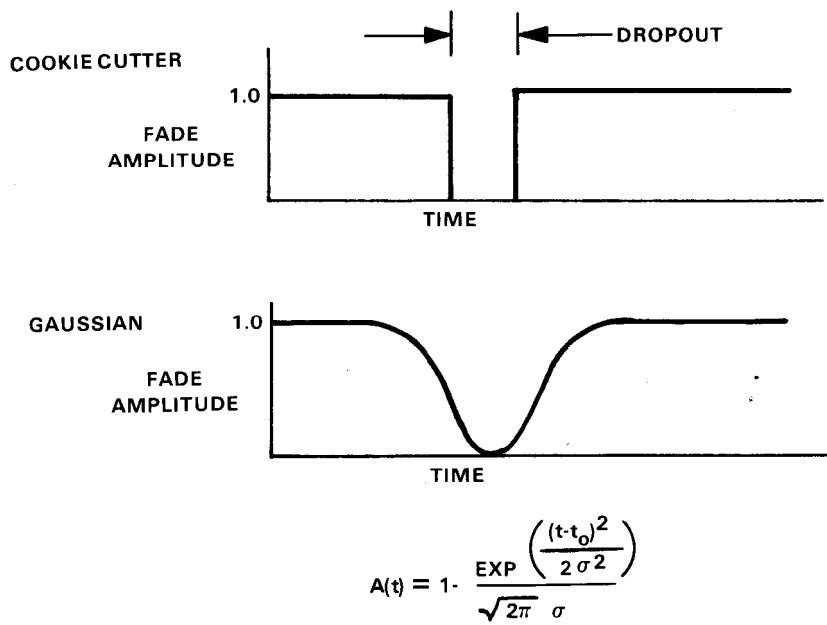 DROPOUT
COOKIE CUTTER
1.0
FADE
AMPLITUDE
TIME
GAUSSIAN
1.0
FADE
AMPLITUDE
TIME
A(t) = 1- EXP ((t-t₀)² / 2 σ²) / √2π σ